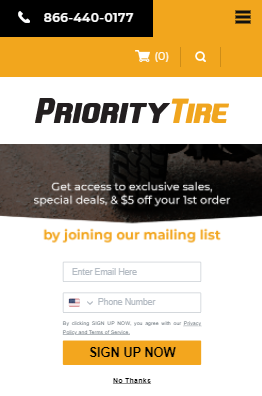 866-440-0177
(0)
PRIORITYTIRE
Get access to exclusive sales,
special deals, & $5 off your 1st order
by joining our mailing list
Enter Email Here
Phone Number
By clicking SIGN UP NOW, you agree with our Privacy
Policy and Terms of Service.
SIGN UP NOW
No Thanks